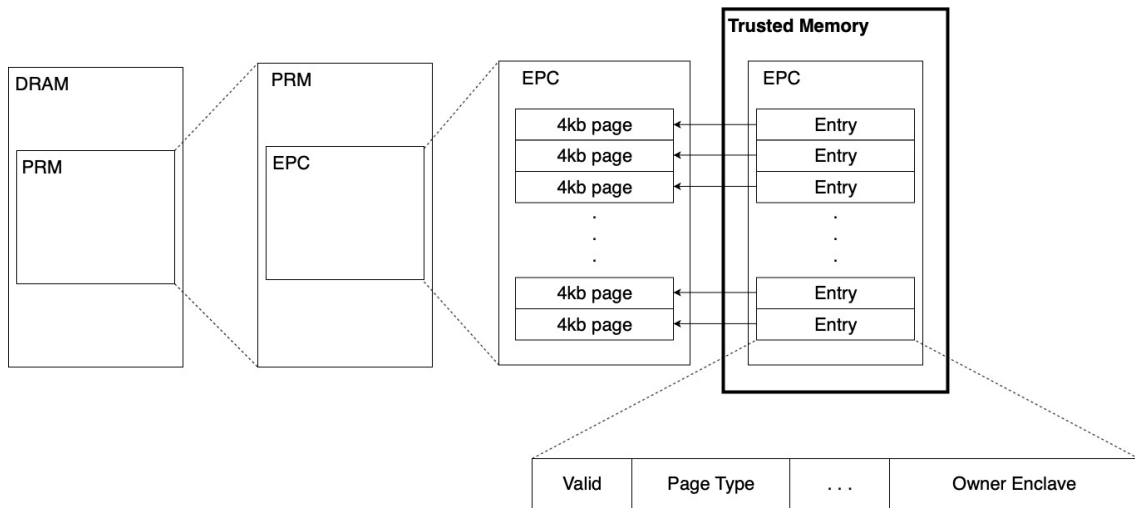 Trusted Memory
DRAM
PRM
PRM
EPC
EPC
4kb page
4kb page
4kb page
.
.
.
4kb page
4kb page
EPC
Entry
Entry
Entry
.
.
.
Entry
Entry
Valid
Page Type
. . .
Owner Enclave